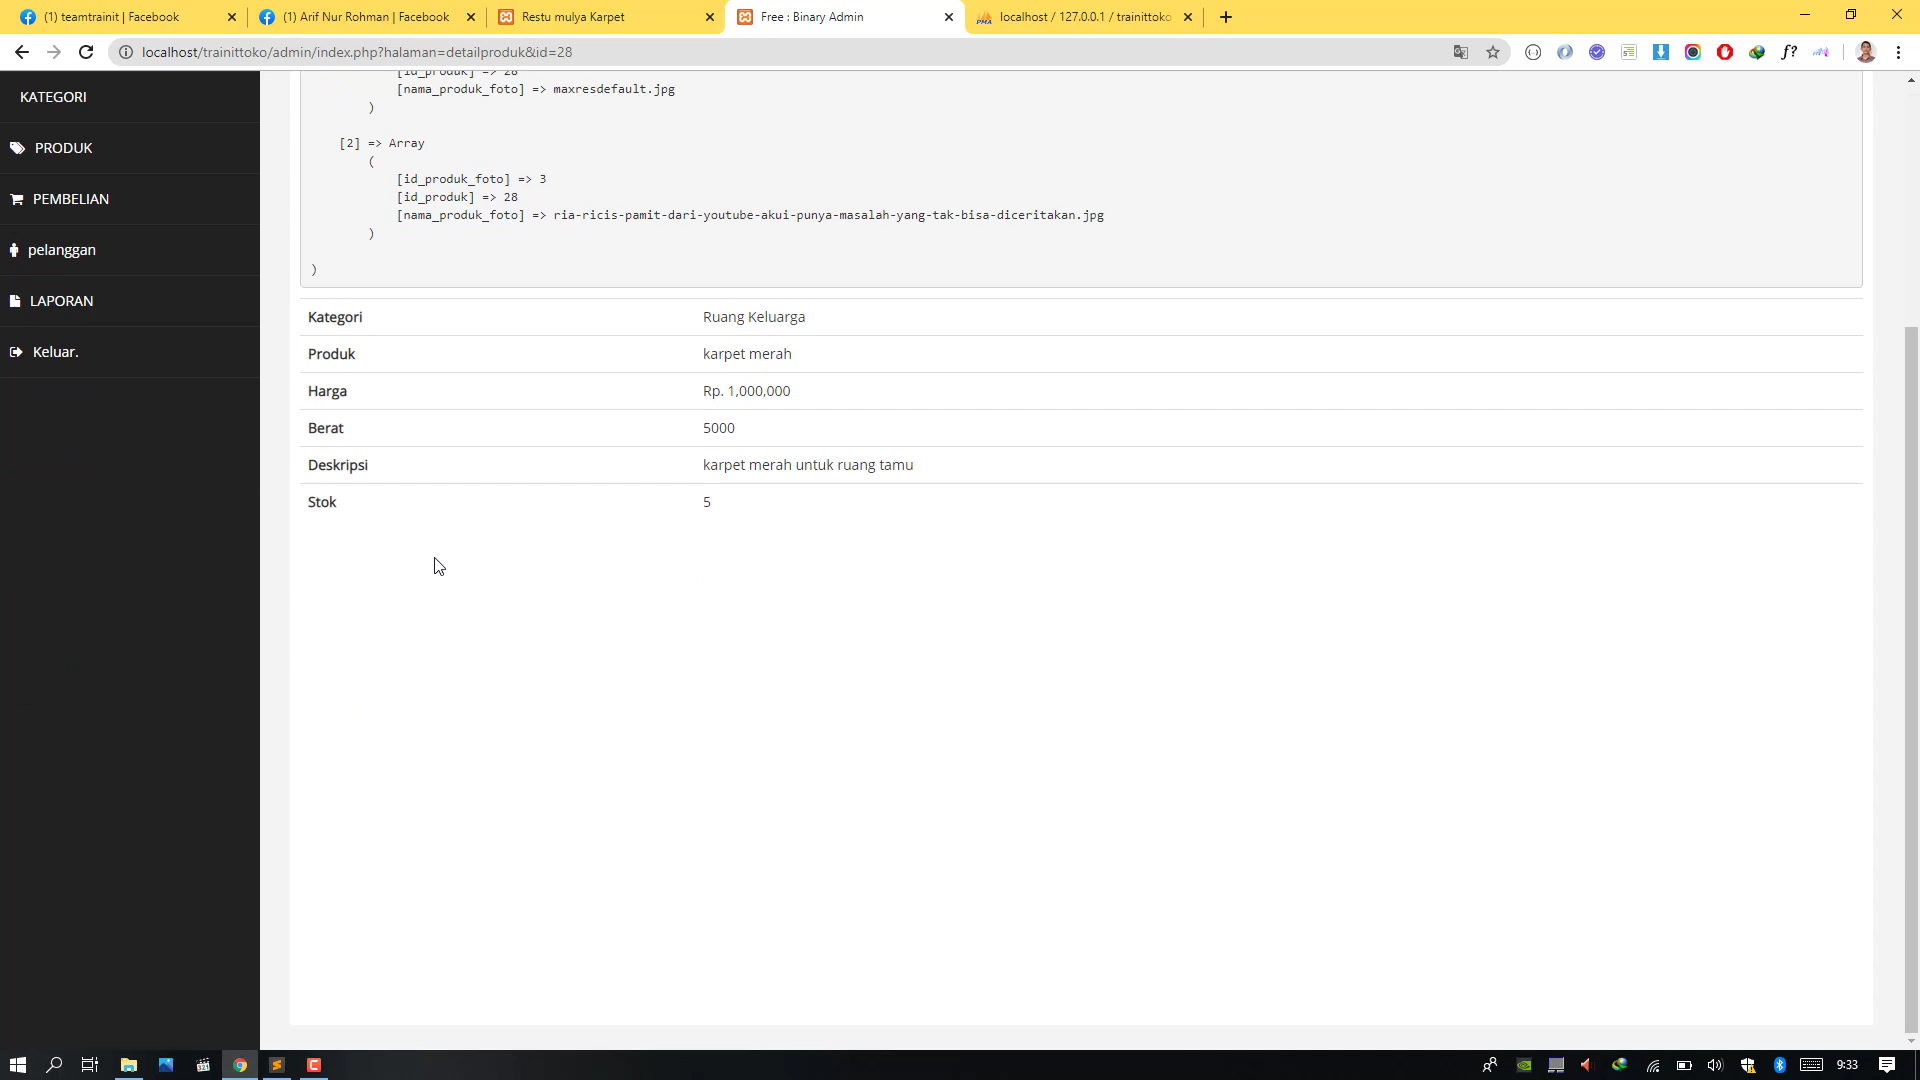 (1) teamtrainit | Facebook
(1) Arif Nur Rohman | Facebook
Restu mulya Karpet
Free : Binary Admin
localhost / 127.0.0.1 / trainittoko
localhost/trainittoko/admin/index.php?halaman=detailproduk&id=28
KATEGORI
PRODUK
PEMBELIAN
pelanggan
LAPORAN
Keluar.
[id_produk] => 28
[nama_produk_foto] => maxresdefault.jpg
)
[2] => Array
(
[id_produk_foto] => 3
[id_produk] => 28
[nama_produk_foto] => ria-ricis-pamit-dari-youtube-akui-punya-masalah-yang-tak-bisa-diceritakan.jpg
)
)
Kategori Ruang Keluarga
Produk karpet merah
Harga Rp. 1,000,000
Berat 5000
Deskripsi karpet merah untuk ruang tamu
Stok 5
9:33